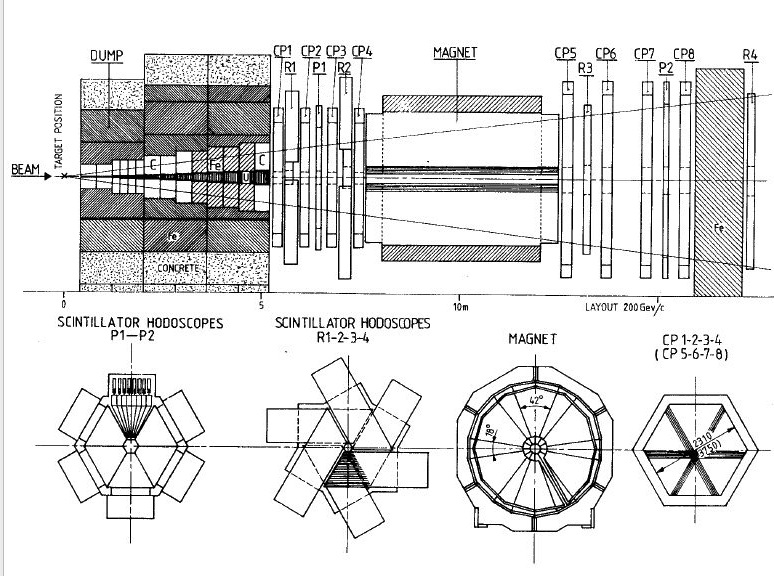 DUMP
CP1
CP2
CP3
CP4
R1
P1
R2
MAGNET
CP5
R3
CP6
CP7
P2
CP8
R4
TARGET POSITION
BEAM
C
Fe
C
U
Fe
CONCRETE
Fe
0
5
10m
LAYOUT 200 Gev/c
SCINTILLATOR HODOSCOPES
P1—P2
SCINTILLATOR HODOSCOPES
R1-2-3-4
MAGNET
CP 1-2-3-4
( CP 5-6-7-8)
42°
18°
2310
(3150)